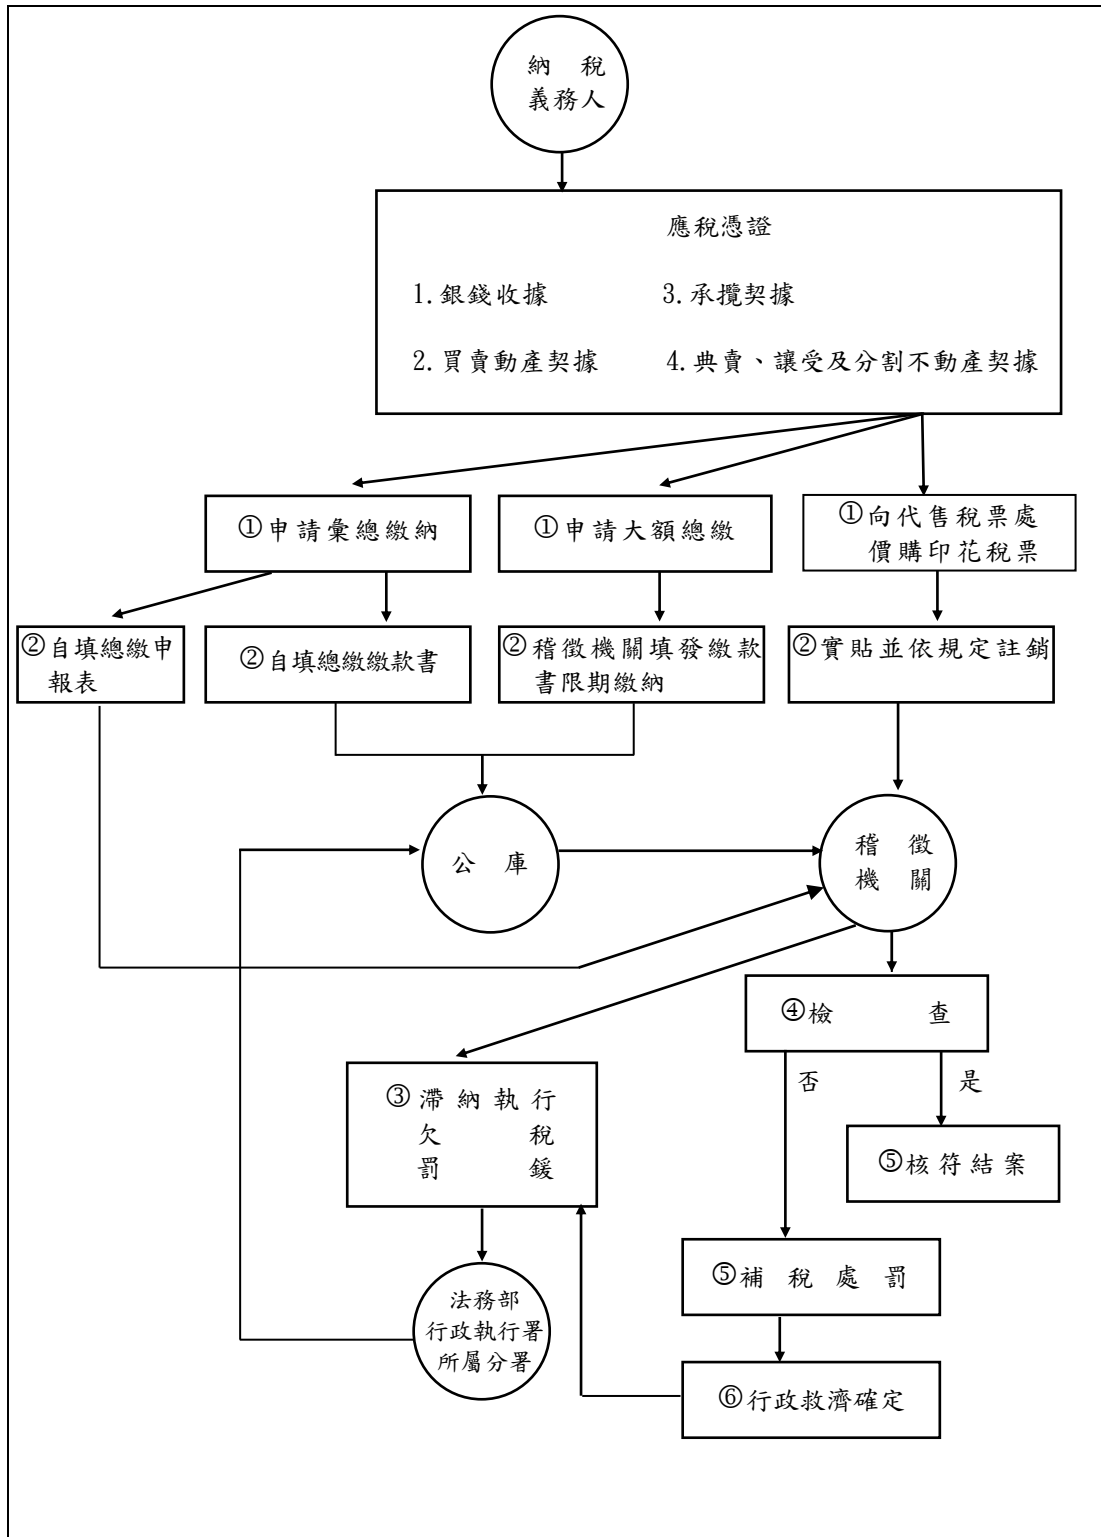 納稅
義務人
應稅憑證
1.銀錢收據
3.承攬契據
2.買賣動產契據
4.典賣、讓受及分割不動產契據
①申請彙總繳納
①申請大額總繳
①向代售稅票處
價購印花稅票
②自填總繳申
報表
②自填總繳繳款書
②稽徵機關填發繳款
書限期繳納
②實貼並依規定註銷
公庫
稽徵
機關
④檢查
否
是
③滯納執行
欠稅
罰鍰
⑤核符結案
⑤補稅處罰
法務部
行政執行署
所屬分署
⑥行政救濟確定